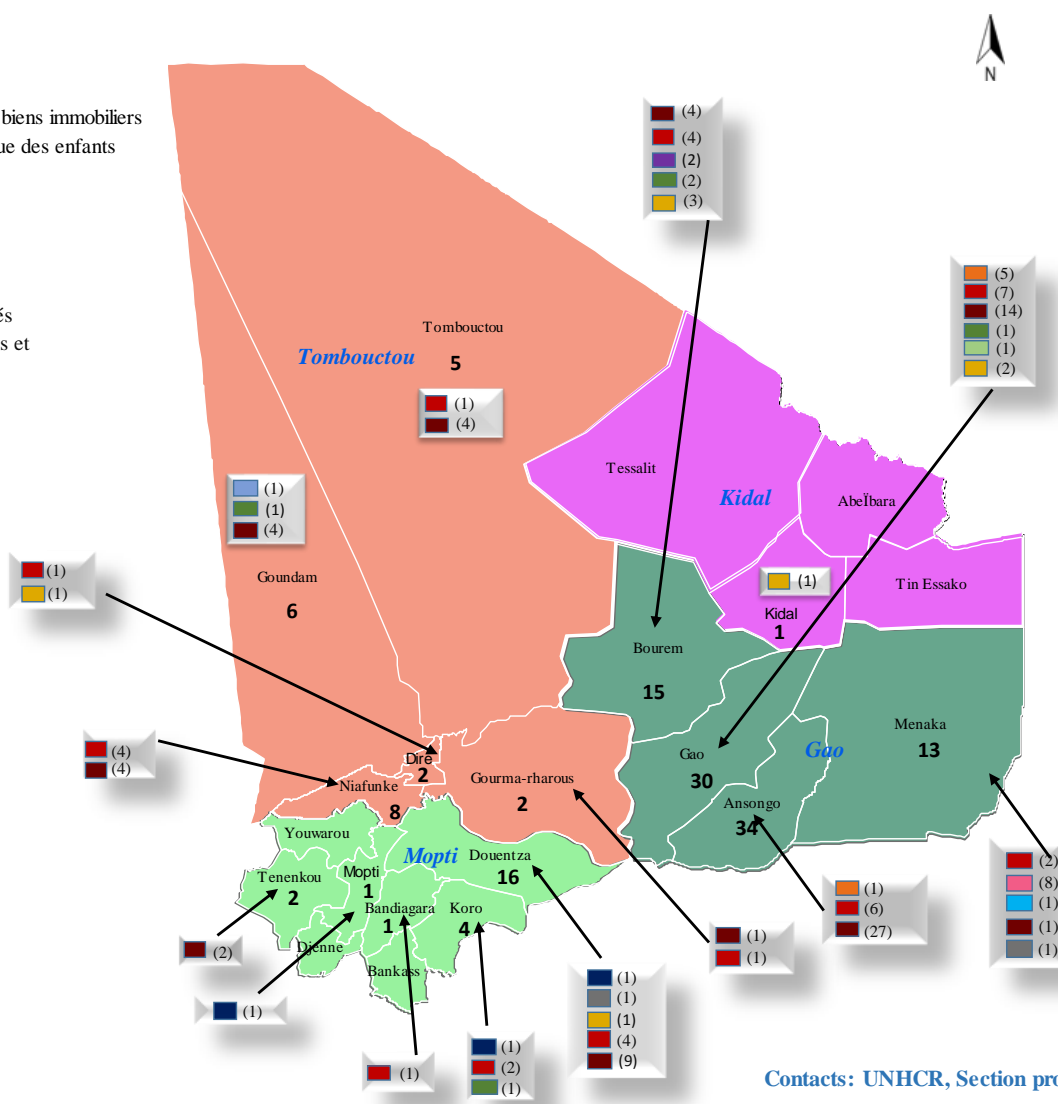 N
biens immobiliers
ue des enfants
és
s et
(4)
(4)
(2)
(2)
(3)
(5)
(7)
(14)
(1)
(1)
(2)
Tombouctou
Tombouctou
5
(1)
(4)
Tessalit
Kidal
AbeÏbara
(1)
(1)
(4)
(1)
(1)
Goundam
6
(1)
Kidal
1
Tin Essako
Bourem
15
Menaka
13
Gao
30
Gao
(4)
(4)
Dire
2
Niafunke
8
Gourma-rharous
2
Ansongo
34
Youwarou
Mopti
Douentza
16
Tenenkou
2
Mopti
1
Bandiagara
1
Koro
4
Djenne
Bankass
(2)
(1)
(1)
(1)
(2)
(1)
(1)
(1)
(1)
(4)
(9)
(1)
(1)
(1)
(6)
(27)
(2)
(8)
(1)
(1)
(1)
Contacts: UNHCR, Section pro